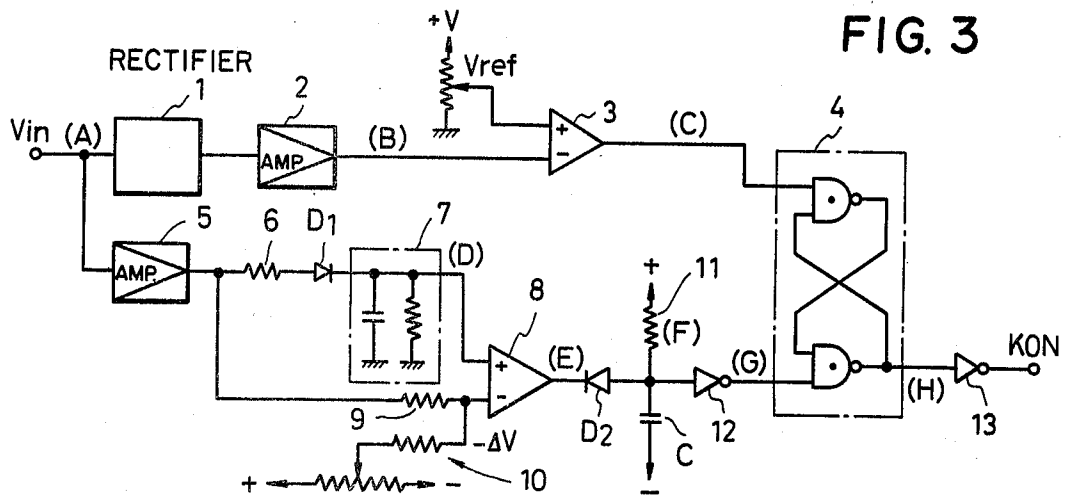 FIG. 3
+V
Vref
RECTIFIER
1
2
3
4
Vin
(A)
(B)
(C)
+
-
AMP.
5
6
D1
7
(D)
AMP.
8
+
11
(F)
+
-
(E)
(G)
KON
(H)
9
D2
12
C
13
-ΔV
10
+
-
-